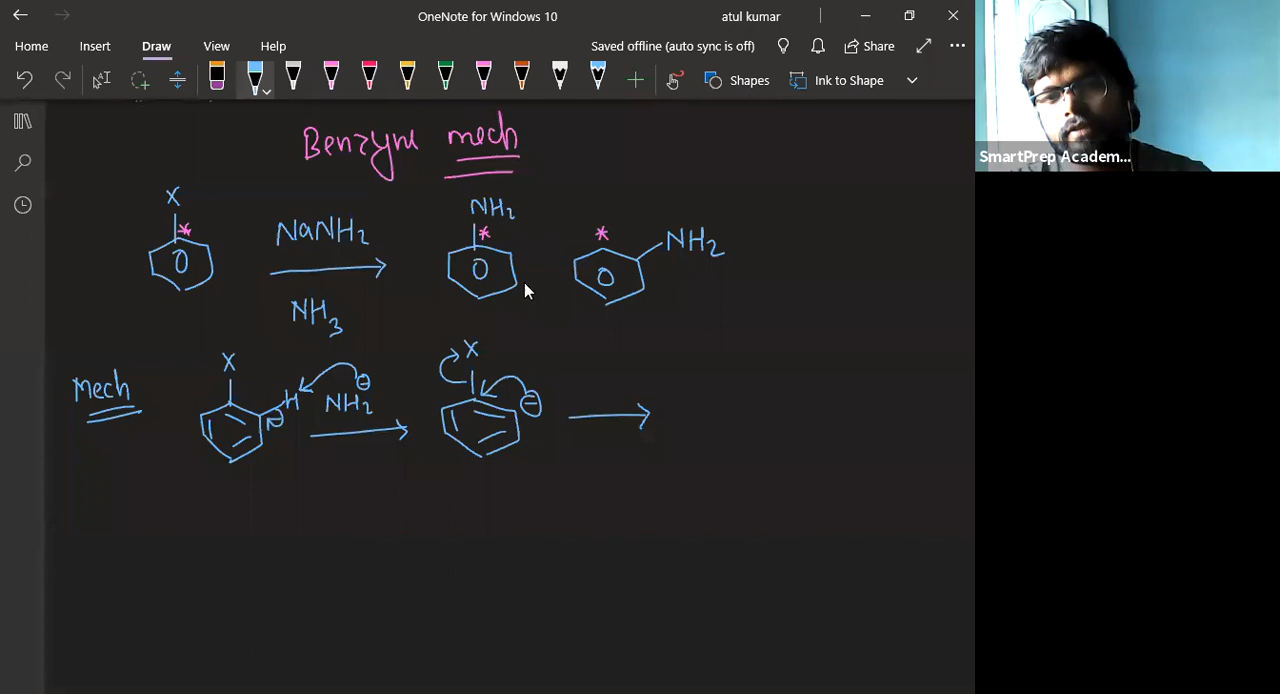 OneNote for Windows 10
atul kumar
Home Insert Draw View Help
Saved offline (auto sync is off)
Share
Shapes
Ink to Shape
SmartPrep Academ...
Benzyne mech
X
*
NaNH2
NH3
NH2
*
*
NH2
Mech
X
H
⊖
NH2
X
⊖